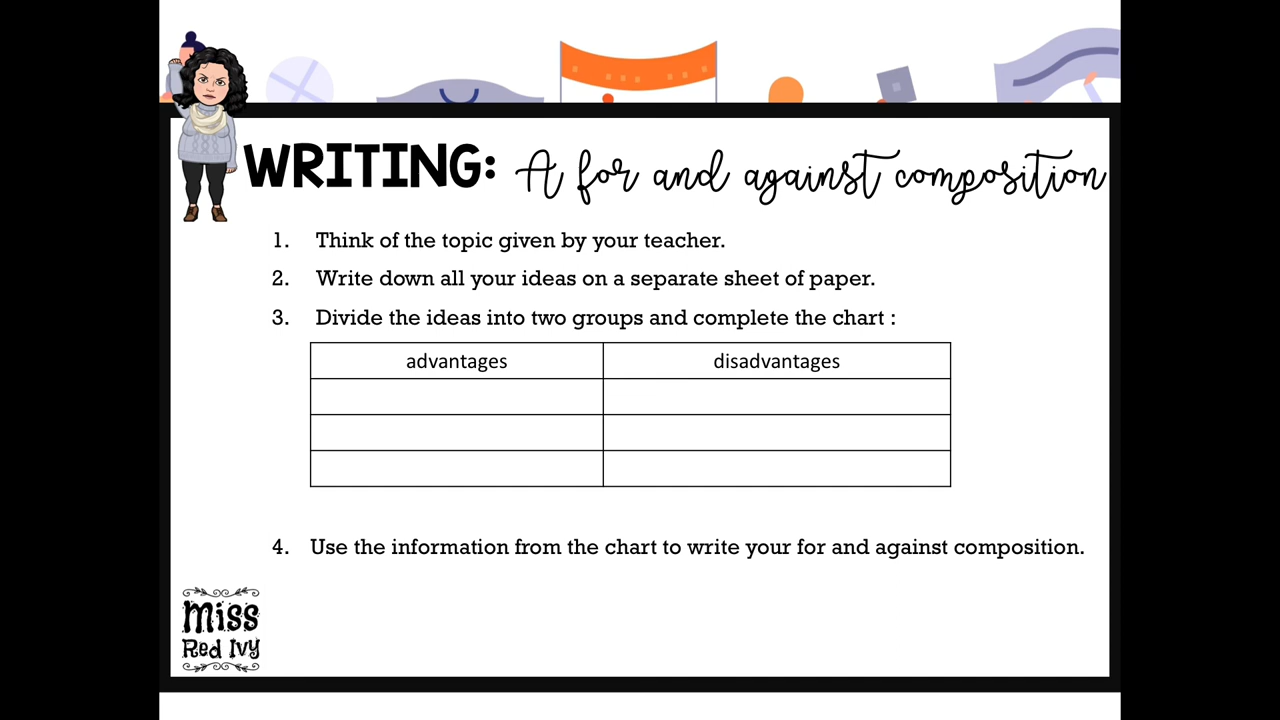 WRITING: A for and against composition
1. Think of the topic given by your teacher.
2. Write down all your ideas on a separate sheet of paper.
3. Divide the ideas into two groups and complete the chart :
advantages disadvantages
4. Use the information from the chart to write your for and against composition.
Miss
Red Ivy